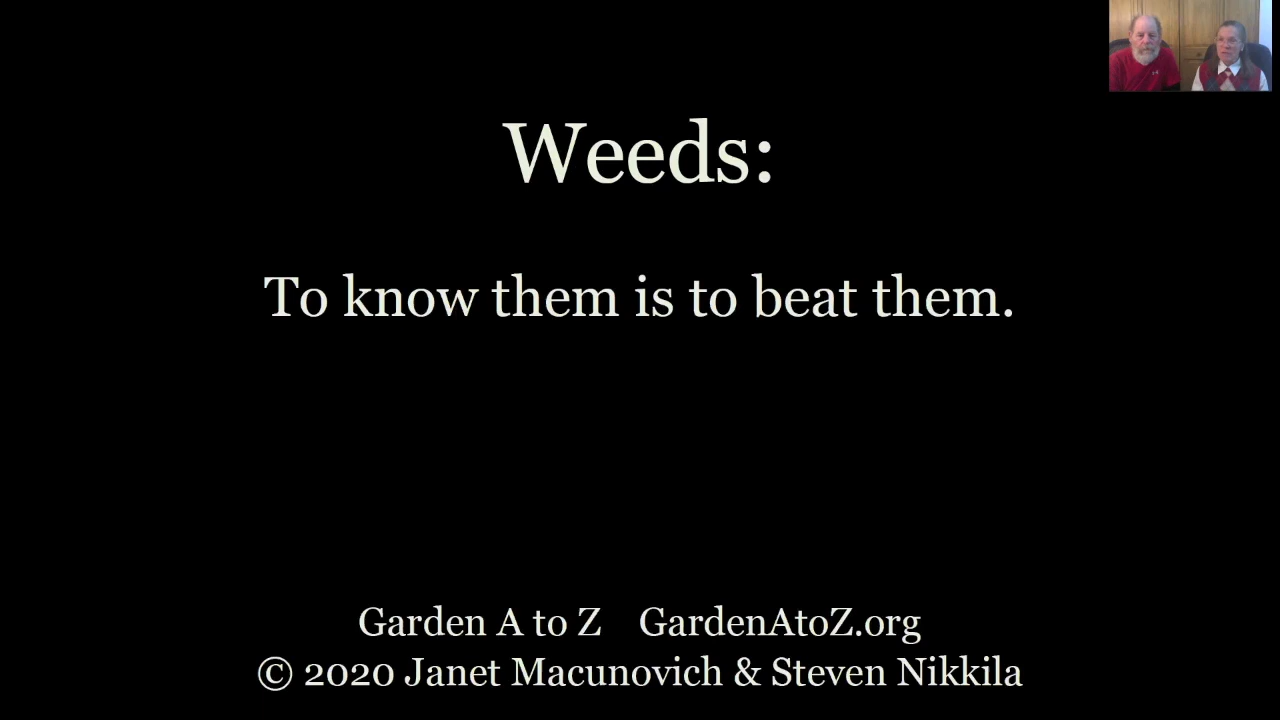 Weeds:
To know them is to beat them.
Garden A to Z GardenAtoZ.org
© 2020 Janet Macunovich & Steven Nikkila